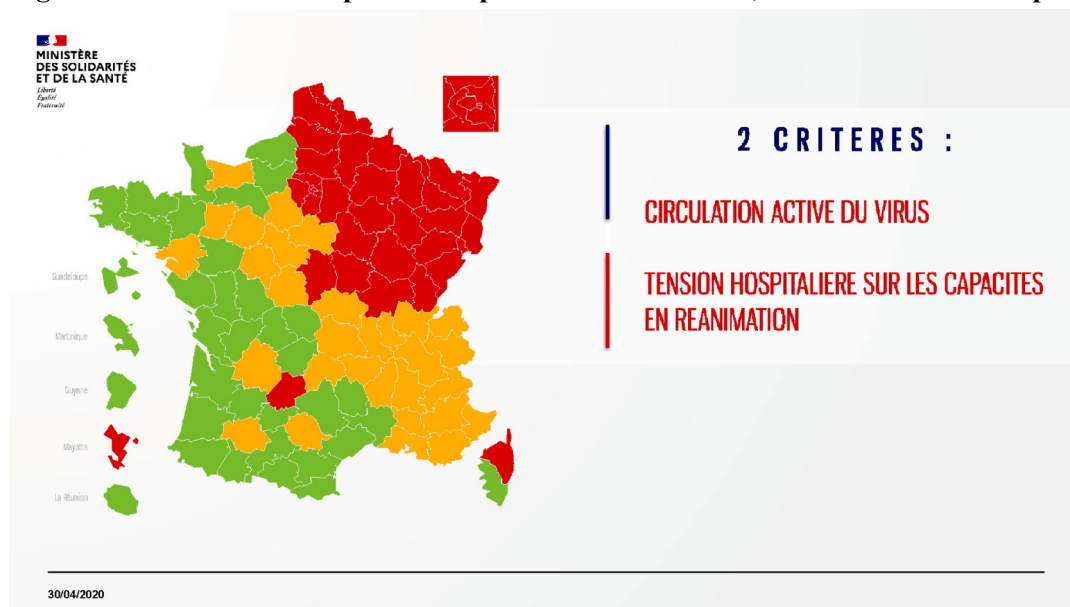 MINISTÈRE
DES SOLIDARITÉS
ET DE LA SANTÉ
Liberté
Égalité
Fraternité
2 CRITERES :
CIRCULATION ACTIVE DU VIRUS
TENSION HOSPITALIERE SUR LES CAPACITES
EN REANIMATION
Guadeloupe
Martinique
Guyane
Mayotte
La Réunion
30/04/2020